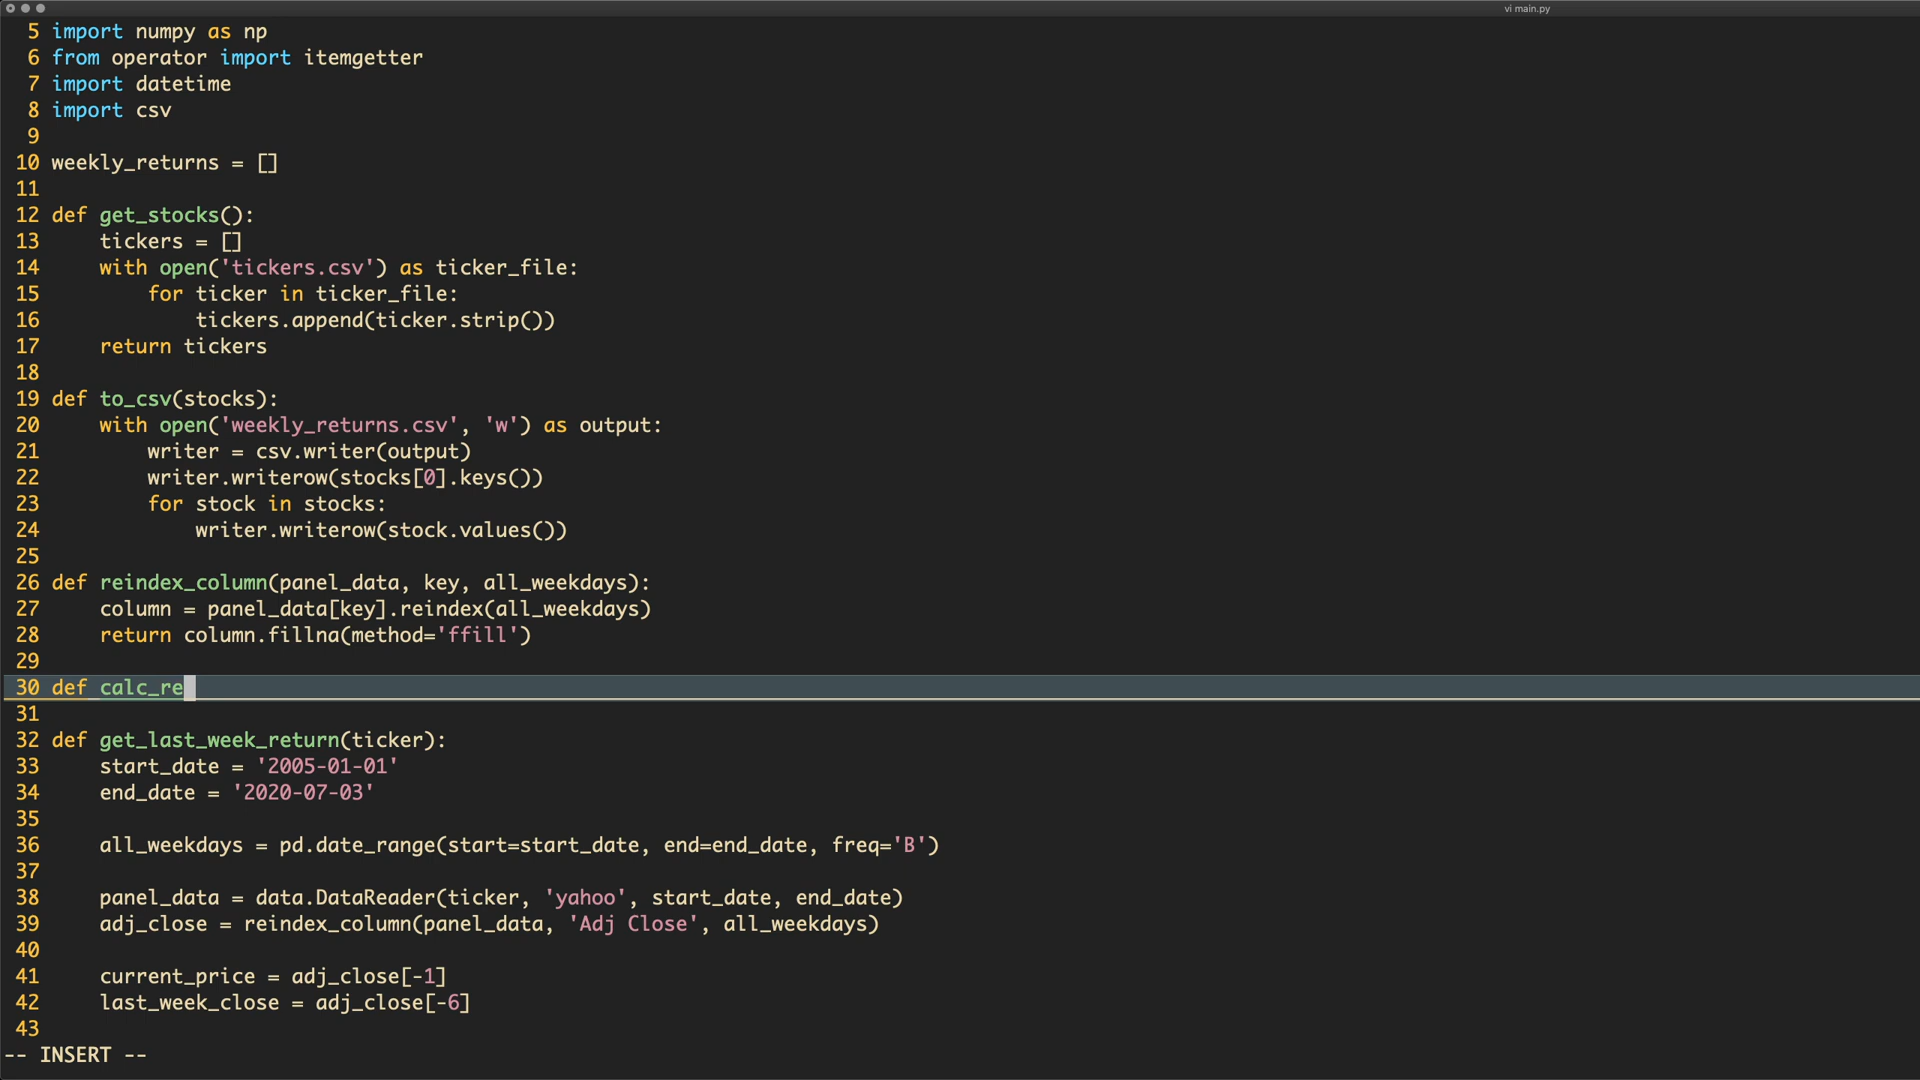 vi main.py
5 import numpy as np
6 from operator import itemgetter
7 import datetime
8 import csv
9
10 weekly_returns = []
11
12 def get_stocks():
13     tickers = []
14     with open('tickers.csv') as ticker_file:
15         for ticker in ticker_file:
16             tickers.append(ticker.strip())
17     return tickers
18
19 def to_csv(stocks):
20     with open('weekly_returns.csv', 'w') as output:
21         writer = csv.writer(output)
22         writer.writerow(stocks[0].keys())
23         for stock in stocks:
24             writer.writerow(stock.values())
25
26 def reindex_column(panel_data, key, all_weekdays):
27     column = panel_data[key].reindex(all_weekdays)
28     return column.fillna(method='ffill')
29
30 def calc_re
31
32 def get_last_week_return(ticker):
33     start_date = '2005-01-01'
34     end_date = '2020-07-03'
35
36     all_weekdays = pd.date_range(start=start_date, end=end_date, freq='B')
37
38     panel_data = data.DataReader(ticker, 'yahoo', start_date, end_date)
39     adj_close = reindex_column(panel_data, 'Adj Close', all_weekdays)
40
41     current_price = adj_close[-1]
42     last_week_close = adj_close[-6]
43
-- INSERT --